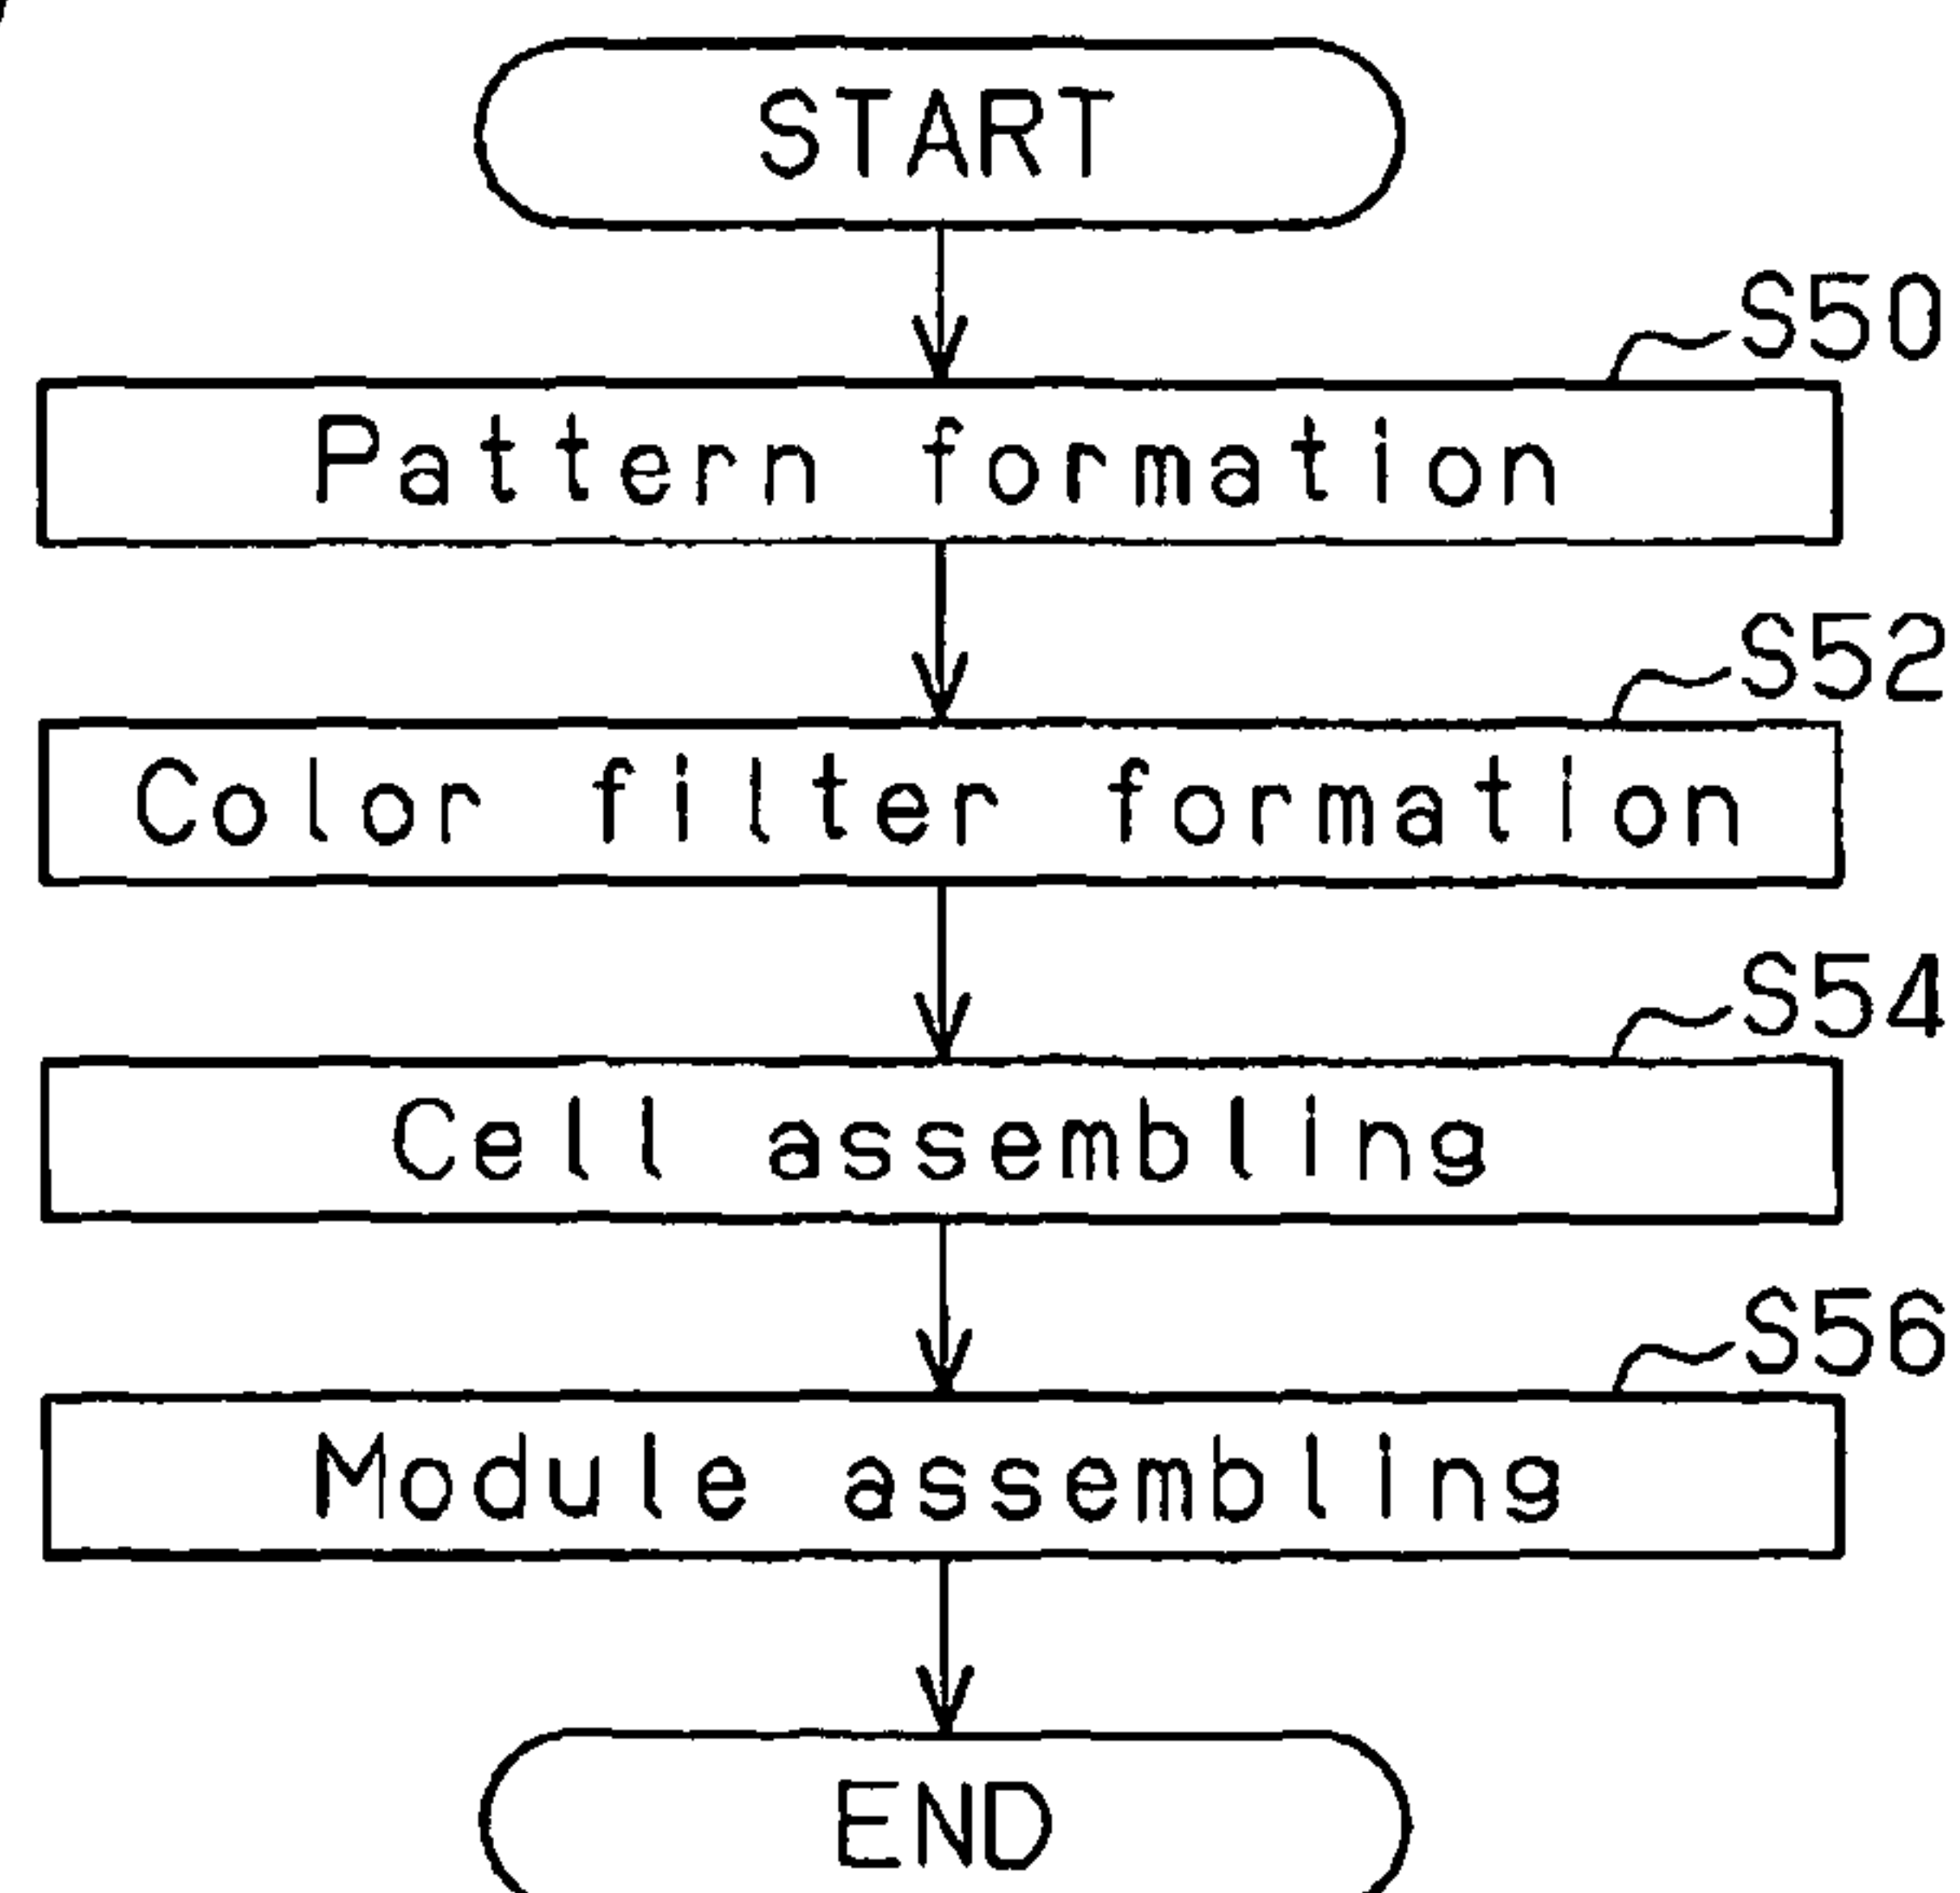 START
S50
Pattern formation
S52
Color filter formation
S54
Cell assembling
S56
Module assembling
END